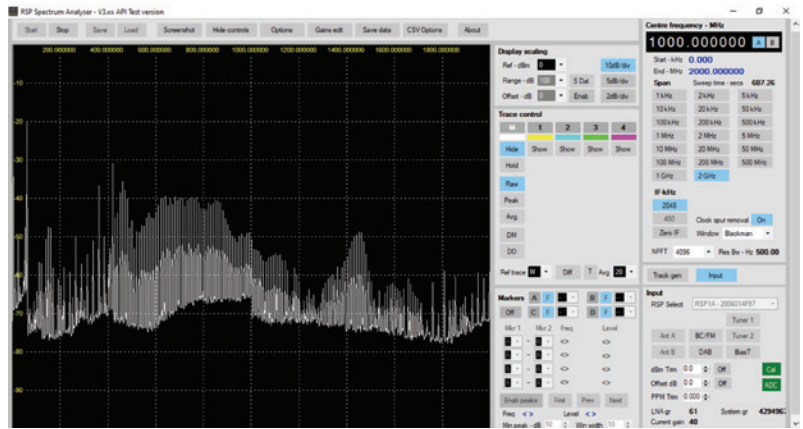 RSP Spectrum Analyser - V3.xx API Test version
Start Stop Save Load Screenshot Hide controls Options Gains edit Save data CSV Options About
200.000000 400.000000 600.000000 800.000000 1000.000000 1200.000000 1400.000000 1600.000000 1800.000000
-10
-20
-30
-40
-50
-60
-70
-80
-90
Display scaling
Ref - dBm 0 10dB/div
Range - dB 100 S Dat 5dB/div
Offset - dB 0 Enab 2dB/div
Trace control
M 1 2 3 4
Hide Show Show Show Show
Hold
Raw
Peak
Avg
DM
DO
Ref trace M Diff T Avg 20
Markers A F B F
Off C F D F
Mkr 1 Mkr 2 Freq Level
A - A <> <>
A - A <> <>
A - A <> <>
A - A <> <>
Enab peaks First Prev Next
Freq <> Level <>
Min peak - dB 10 Win width 10
Centre frequency - MHz
1000.000000 A B
Start - kHz 0.000
End - MHz 2000.000000
Span Sweep time - secs 607.26
1 kHz 2 kHz 5 kHz
10 kHz 20 kHz 50 kHz
100 kHz 200 kHz 500 kHz
1 MHz 2 MHz 5 MHz
10 MHz 20 MHz 50 MHz
100 MHz 200 MHz 500 MHz
1 GHz 2 GHz
IF-kHz
2048
450 Clock spur removal On
Zero IF Window Blackman
NFFT 4096 Res Bw - Hz 500.00
Track gen Input
Input
RSP Select RSP1A - 2006014F97
Tuner 1
Ant A BC/FM Tuner 2
Ant B DAB BiasT
dBm Trim 0.0 Off Cal
Offset dB 0.0 Off ADC
PPM Trim 0.000
LNA gr 61 System gr 4294967
Current gain 40